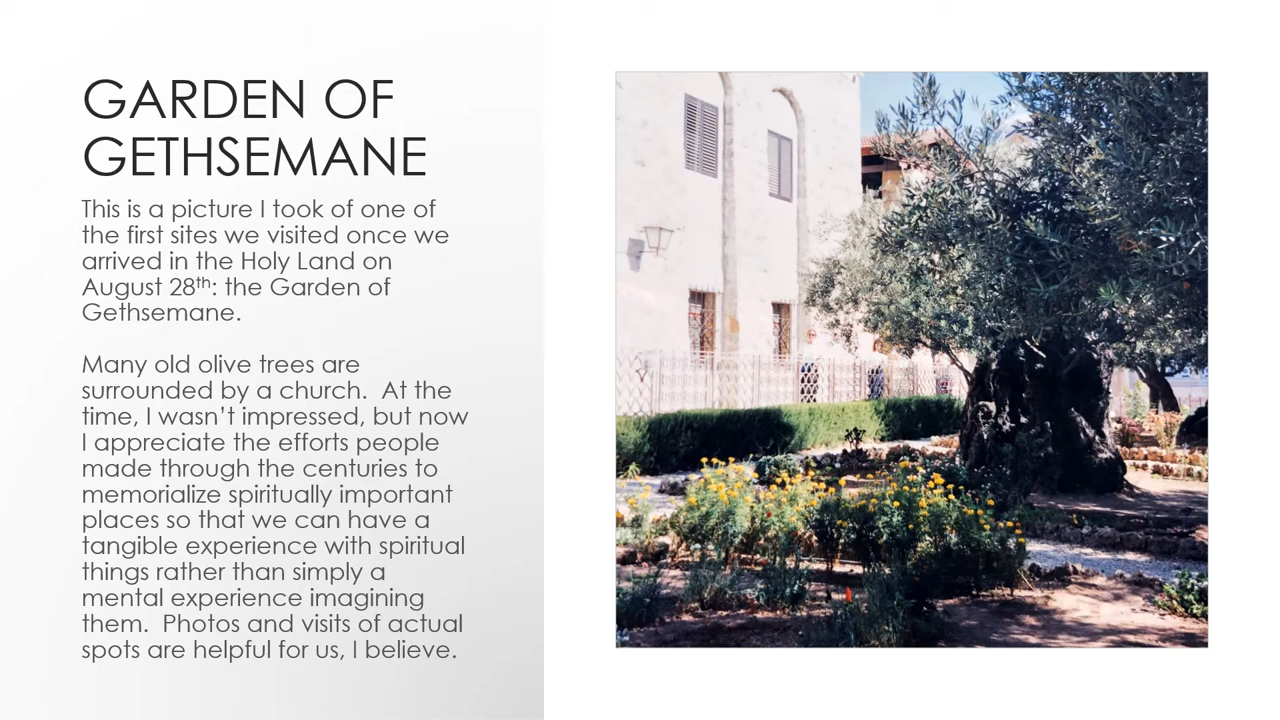 GARDEN OF
GETHSEMANE
This is a picture I took of one of
the first sites we visited once we
arrived in the Holy Land on
August 28th: the Garden of
Gethsemane.
Many old olive trees are
surrounded by a church.  At the
time, I wasn’t impressed, but now
I appreciate the efforts people
made through the centuries to
memorialize spiritually important
places so that we can have a
tangible experience with spiritual
things rather than simply a
mental experience imagining
them.  Photos and visits of actual
spots are helpful for us, I believe.